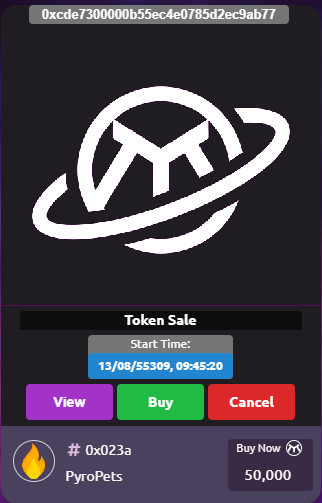 0xcde7300000b55ec4e0785d2ec9ab77
Token Sale
Start Time:
13/08/55309, 09:45:20
View Buy Cancel
# 0x023a
PyroPets
Buy Now
50,000